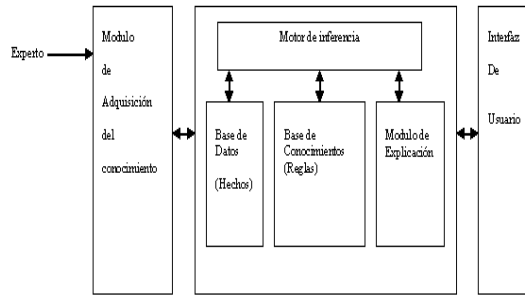 Experto
Modulo
de
Adquisición
del
conocimiento
Motor de inferencia
Base de
Datos
(Hechos)
Base de
Conocimientos
(Reglas)
Modulo de
Explicación
Interfaz
De
Usuario